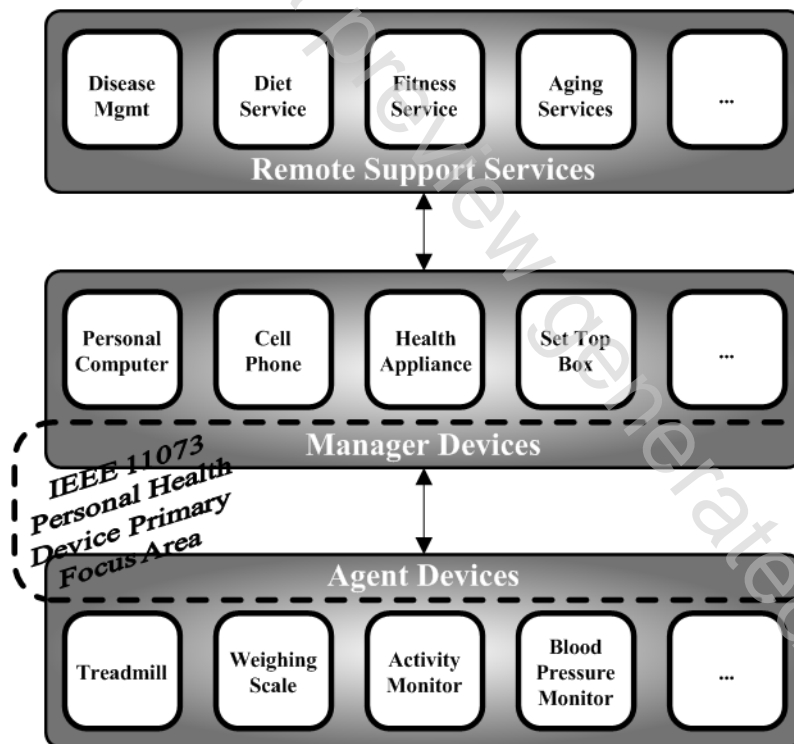 Disease
Mgmt
Diet
Service
Fitness
Service
Aging
Services
...
Remote Support Services
Personal
Computer
Cell
Phone
Health
Appliance
Set Top
Box
...
Manager Devices
IEEE 11073
Personal Health
Device Primary
Focus Area
Agent Devices
Treadmill
Weighing
Scale
Activity
Monitor
Blood
Pressure
Monitor
...
preview generated